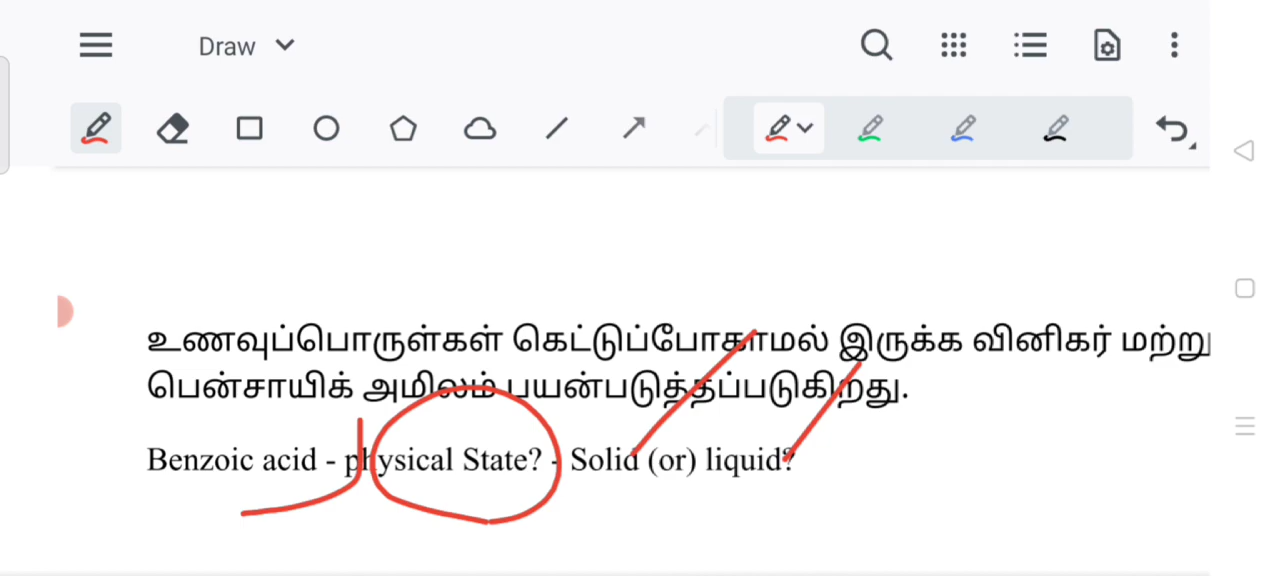 Draw
உணவுப்பொருள்கள் கெட்டுப்போகாமல் இருக்க வினிகர்
பென்சாயிக் அமிலம் பயன்படுத்தப்படுகிறது.
Benzoic acid - physical State? - Solid (or) liquid?